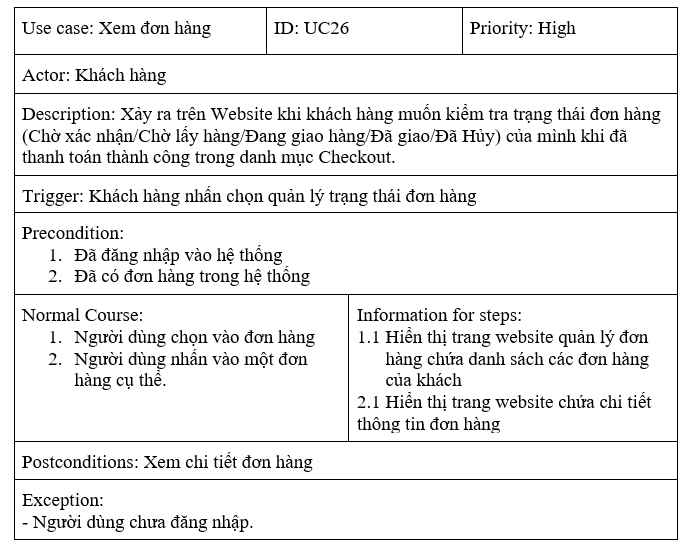 Use case: Xem đơn hàng
ID: UC26
Priority: High
Actor: Khách hàng
Description: Xảy ra trên Website khi khách hàng muốn kiểm tra trạng thái đơn hàng
(Chờ xác nhận/Chờ lấy hàng/Đang giao hàng/Đã giao/Đã Hủy) của mình khi đã
thanh toán thành công trong danh mục Checkout.
Trigger: Khách hàng nhấn chọn quản lý trạng thái đơn hàng
Precondition:
1. Đã đăng nhập vào hệ thống
2. Đã có đơn hàng trong hệ thống
Normal Course:
1. Người dùng chọn vào đơn hàng
2. Người dùng nhấn vào một đơn
hàng cụ thể.
Information for steps:
1.1 Hiển thị trang website quản lý đơn
hàng chứa danh sách các đơn hàng
của khách
2.1 Hiển thị trang website chứa chi tiết
thông tin đơn hàng
Postconditions: Xem chi tiết đơn hàng
Exception:
- Người dùng chưa đăng nhập.